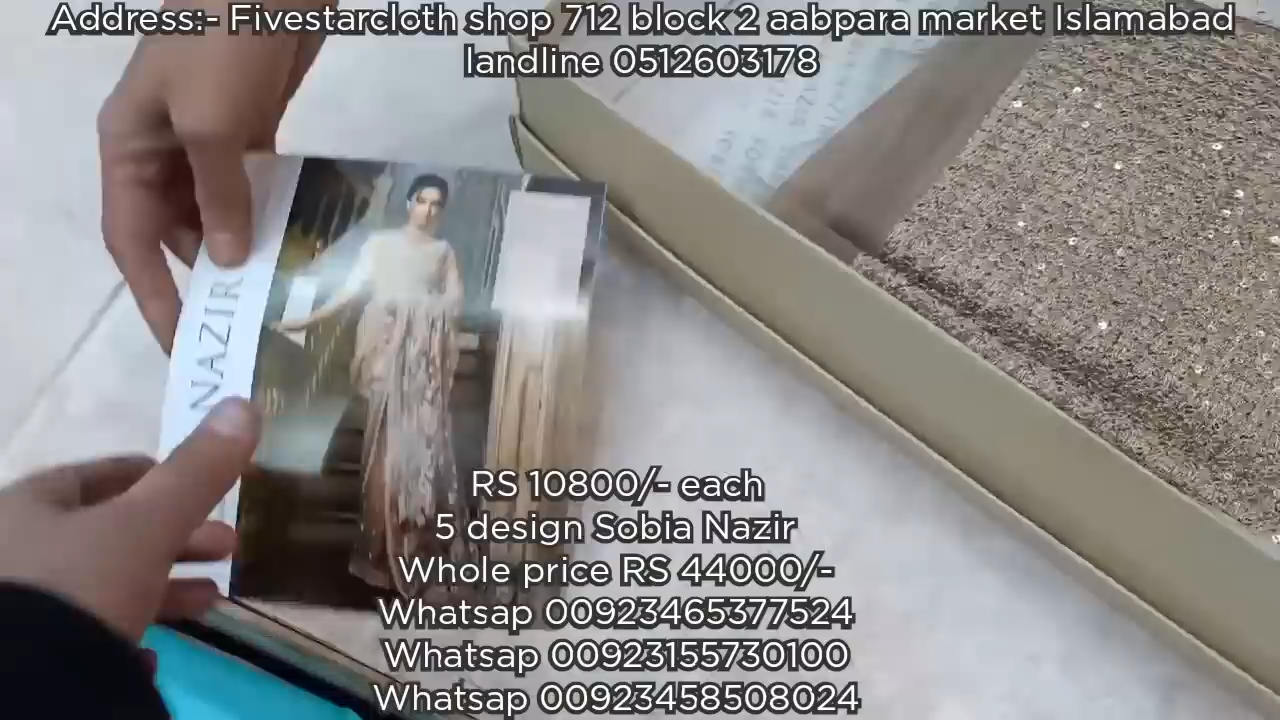 Address:- Fivestarcloth shop 712 block 2 aabpara market Islamabad
landline 0512603178
NAZIR
RS 10800/- each
5 design Sobia Nazir
Whole price RS 44000/-
Whatsap 00923465377524
Whatsap 00923155730100
Whatsap 00923458508024